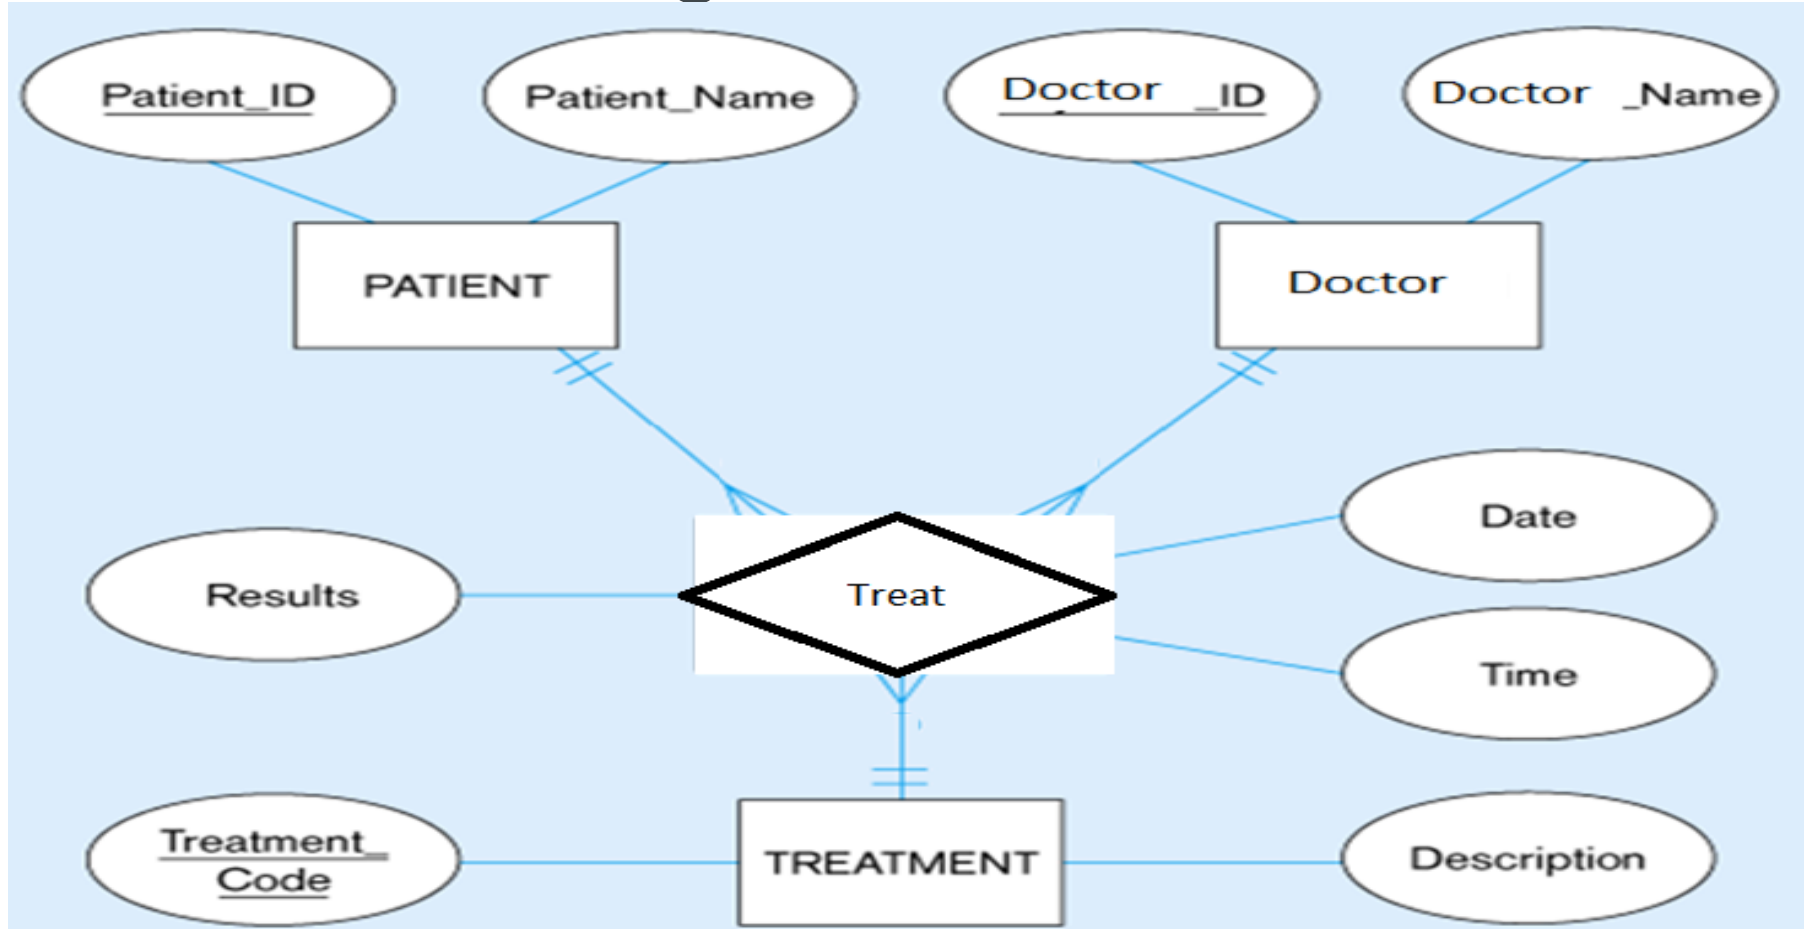 Patient_ID
Patient_Name
Doctor _ID
Doctor _Name
PATIENT
Doctor
Date
Results
Treat
Time
Treatment_
Code
TREATMENT
Description